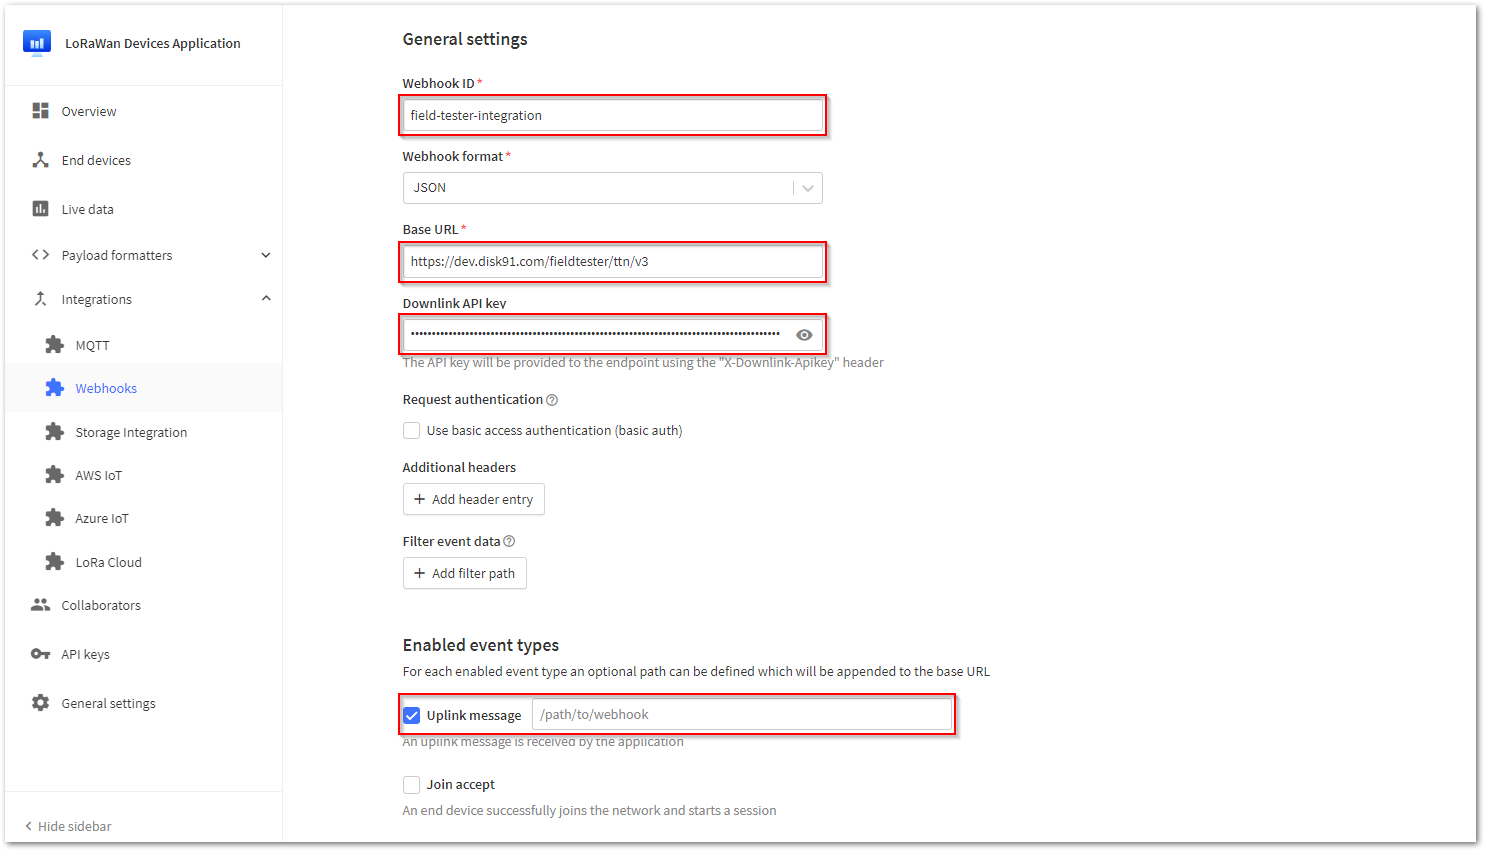 LoRaWan Devices Application
Overview
End devices
Live data
Payload formatters
Integrations
MQTT
Webhooks
Storage Integration
AWS IoT
Azure IoT
LoRa Cloud
Collaborators
API keys
General settings
Hide sidebar
General settings
Webhook ID*
field-tester-integration
Webhook format*
JSON
Base URL*
https://dev.disk91.com/fieldtester/ttn/v3
Downlink API key
••••••••••••••••••••••••••••••••••••••••••••••••••••••••••••••••••••••••••••••••••••••••••••••••••
The API key will be provided to the endpoint using the "X-Downlink-Apikey" header
Request authentication
Use basic access authentication (basic auth)
Additional headers
+ Add header entry
Filter event data
+ Add filter path
Enabled event types
For each enabled event type an optional path can be defined which will be appended to the base URL
Uplink message /path/to/webhook
An uplink message is received by the application
Join accept
An end device successfully joins the network and starts a session